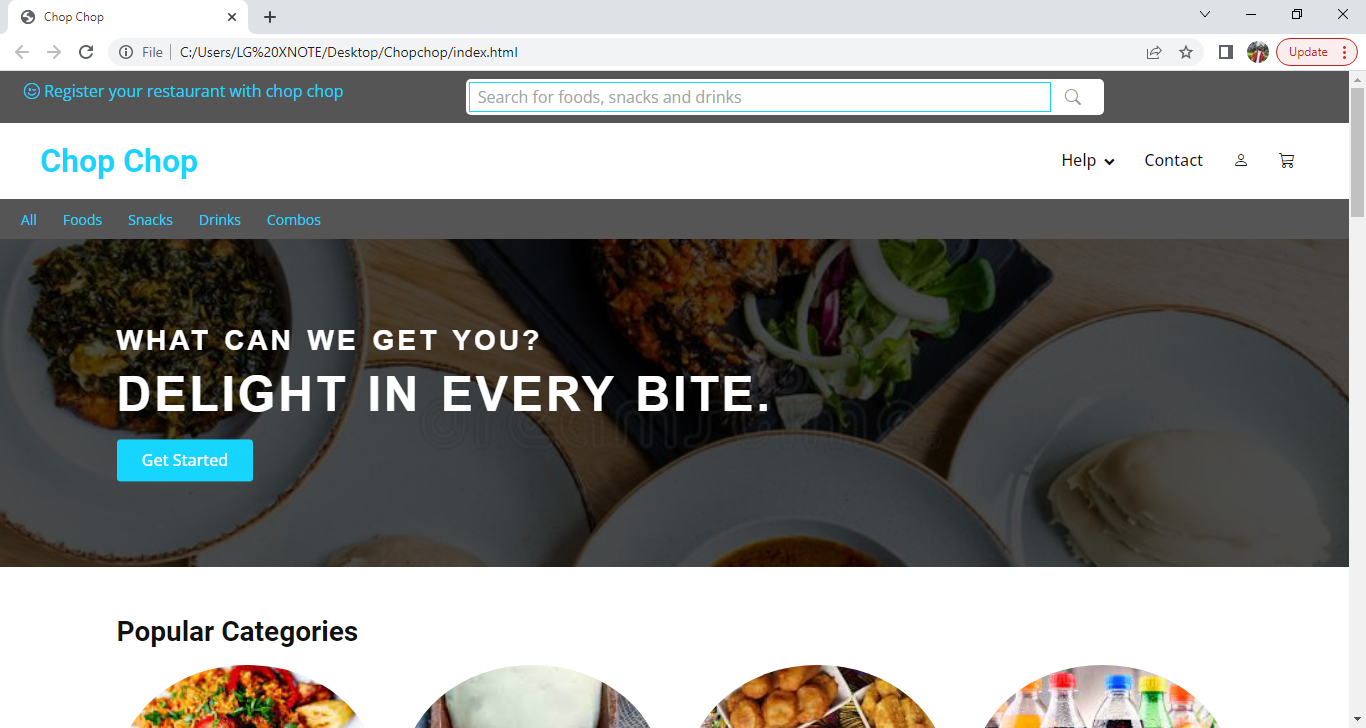 Chop Chop
File C:/Users/LG%20XNOTE/Desktop/Chopchop/index.html
Update
Register your restaurant with chop chop
Search for foods, snacks and drinks
Chop Chop
Help Contact
All Foods Snacks Drinks Combos
WHAT CAN WE GET YOU?
DELIGHT IN EVERY BITE.
dreamstime
Get Started
Popular Categories